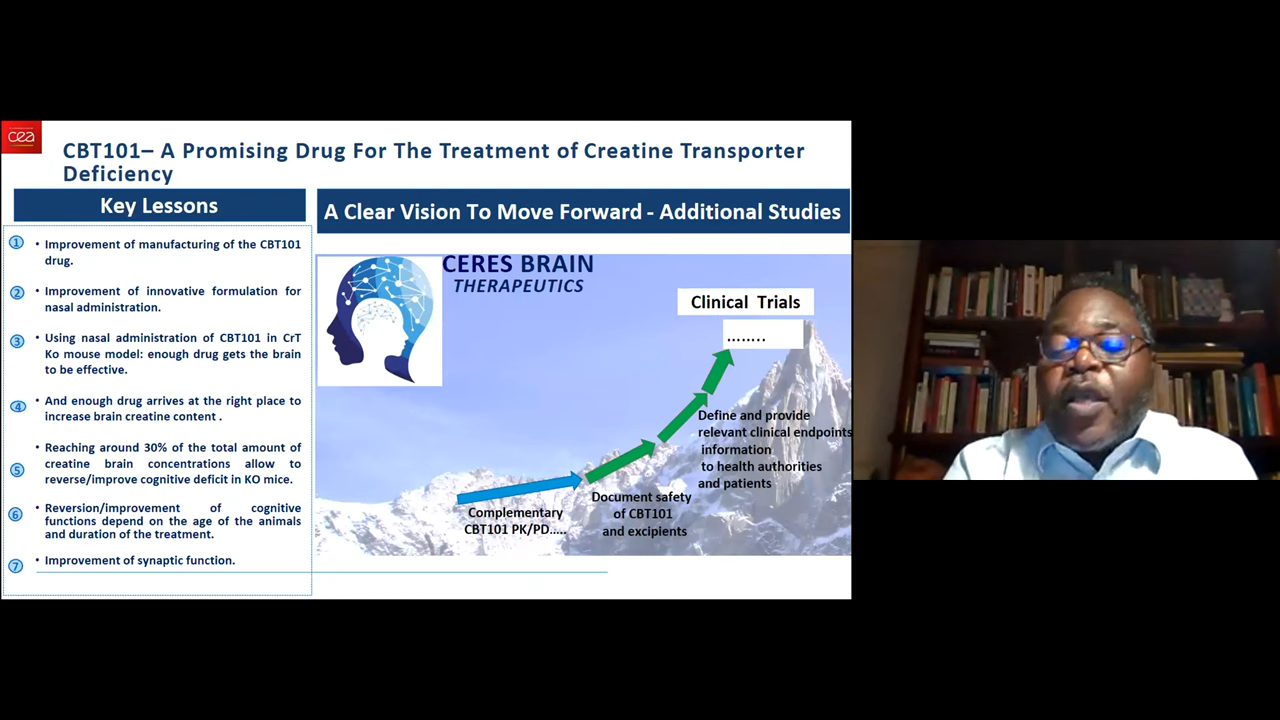 cea
CBT101– A Promising Drug For The Treatment of Creatine Transporter
Deficiency
Key Lessons
1
• Improvement of manufacturing of the CBT101
drug.
2
• Improvement of innovative formulation for
nasal administration.
3
• Using nasal administration of CBT101 in CrT
Ko mouse model: enough drug gets the brain
to be effective.
4
• And enough drug arrives at the right place to
increase brain creatine content .
5
• Reaching around 30% of the total amount of
creatine brain concentrations allow to
reverse/improve cognitive deficit in KO mice.
6
• Reversion/improvement of cognitive
functions depend on the age of the animals
and duration of the treatment.
7
• Improvement of synaptic function.
A Clear Vision To Move Forward - Additional Studies
CERES BRAIN
THERAPEUTICS
Clinical Trials
........
Define and provide
relevant clinical endpoints
information
to health authorities
and patients
Document safety
of CBT101
and excipients
Complementary
CBT101 PK/PD.....